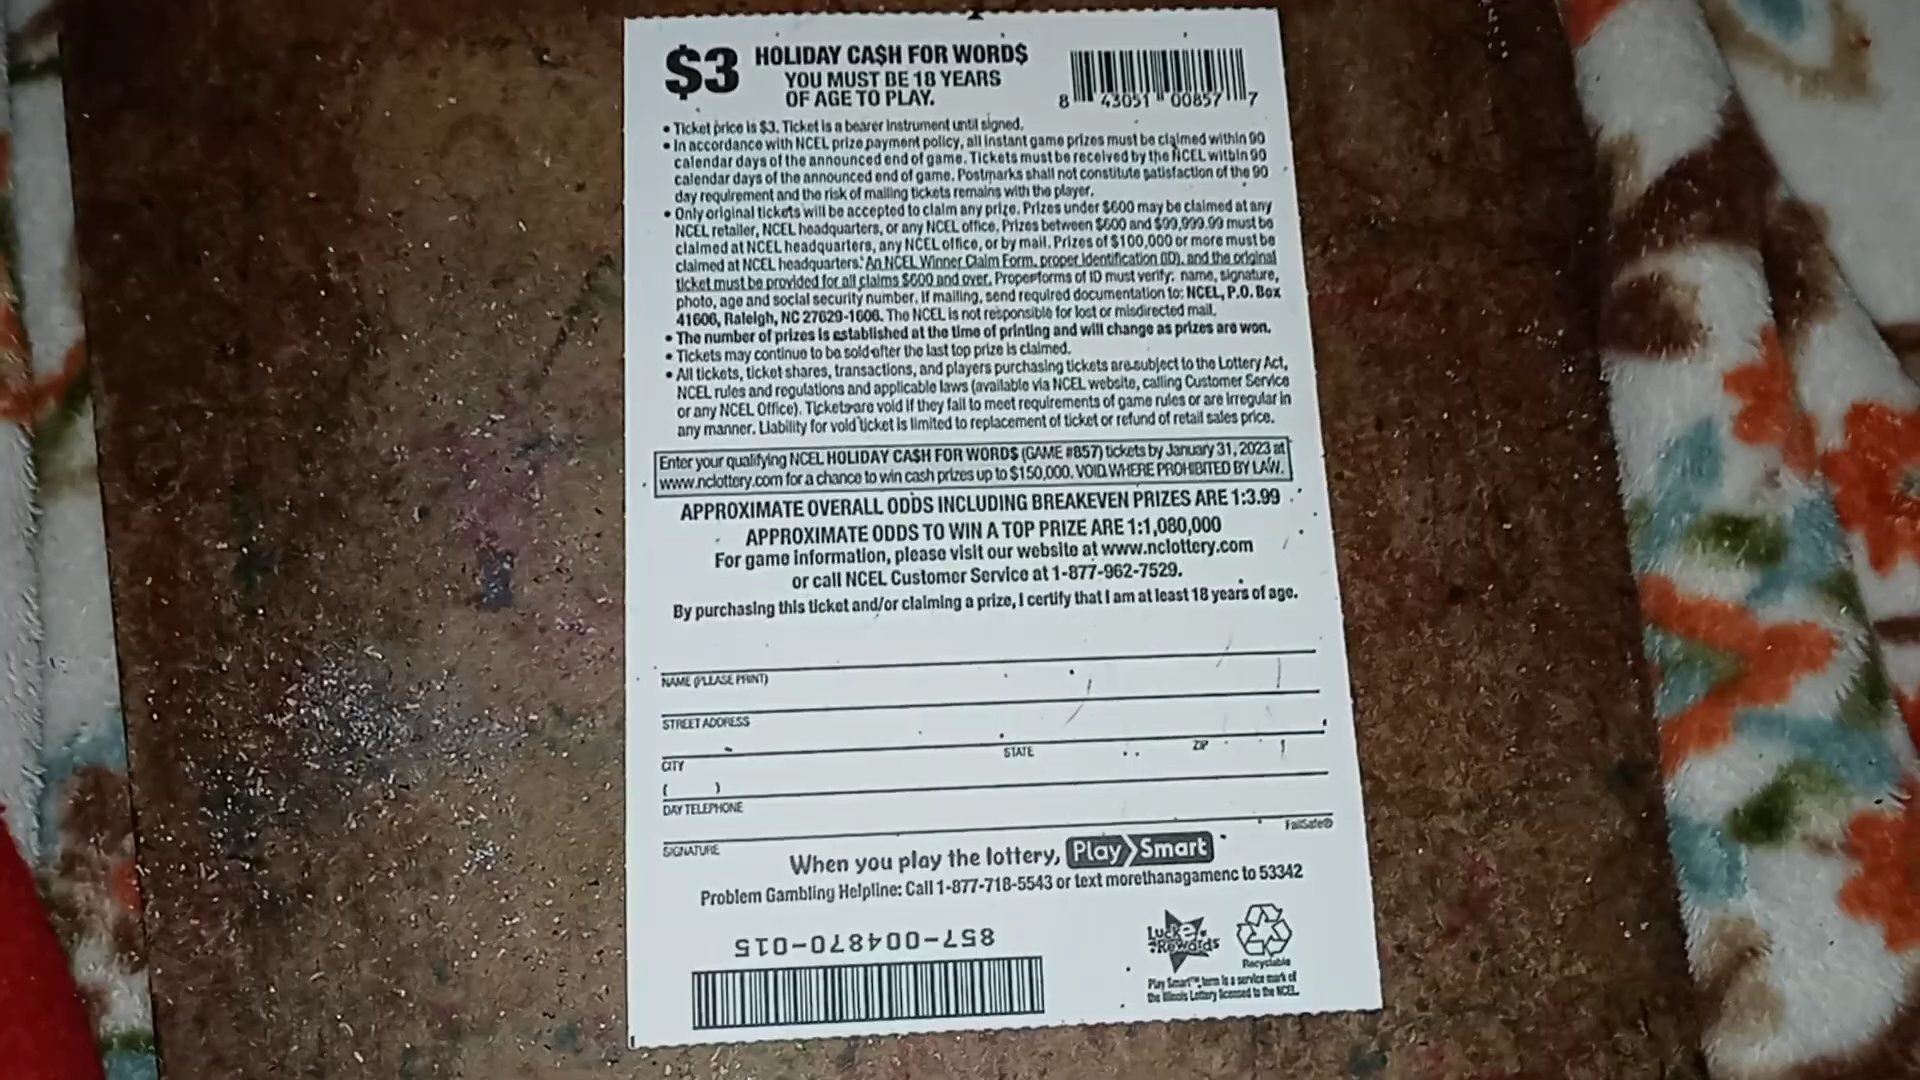 $3 HOLIDAY CA$H FOR WORD$
YOU MUST BE 18 YEARS
OF AGE TO PLAY.
8 43051 00857 7
• Ticket price is $3. Ticket is a bearer instrument until signed.
• In accordance with NCEL prize payment policy, all instant game prizes must be claimed within 90
calendar days of the announced end of game. Tickets must be received by the NCEL within 90
calendar days of the announced end of game. Postmarks shall not constitute satisfaction of the 90
day requirement and the risk of mailing tickets remains with the player.
• Only original tickets will be accepted to claim any prize. Prizes under $600 may be claimed at any
NCEL retailer, NCEL headquarters, or any NCEL office. Prizes between $600 and $99,999.99 must be
claimed at NCEL headquarters, any NCEL office, or by mail. Prizes of $100,000 or more must be
claimed at NCEL headquarters. An NCEL Winner Claim Form, proper identification (ID), and the original
ticket must be provided for all claims $600 and over. Proper forms of ID must verify: name, signature,
photo, age and social security number. If mailing, send required documentation to: NCEL, P.O. Box
41606, Raleigh, NC 27629-1606. The NCEL is not responsible for lost or misdirected mail.
• The number of prizes is established at the time of printing and will change as prizes are won.
• Tickets may continue to be sold after the last top prize is claimed.
• All tickets, ticket shares, transactions, and players purchasing tickets are subject to the Lottery Act,
NCEL rules and regulations and applicable laws (available via NCEL website, calling Customer Service
or any NCEL Office). Tickets are void if they fail to meet requirements of game rules or are irregular in
any manner. Liability for void ticket is limited to replacement of ticket or refund of retail sales price.
Enter your qualifying NCEL HOLIDAY CA$H FOR WORD$ (GAME #857) tickets by January 31, 2023 at
www.nclottery.com for a chance to win cash prizes up to $150,000. VOID WHERE PROHIBITED BY LAW.
APPROXIMATE OVERALL ODDS INCLUDING BREAKEVEN PRIZES ARE 1:3.99
APPROXIMATE ODDS TO WIN A TOP PRIZE ARE 1:1,080,000
For game information, please visit our website at www.nclottery.com
or call NCEL Customer Service at 1-877-962-7529.
By purchasing this ticket and/or claiming a prize, I certify that I am at least 18 years of age.
NAME (PLEASE PRINT)
STREET ADDRESS
CITY STATE ZIP
( )
DAY TELEPHONE
FailSafe®
SIGNATURE
When you play the lottery, Play Smart
Problem Gambling Helpline: Call 1-877-718-5543 or text morethanagamenc to 53342
857-004870-015
Lucke Rewards
Recyclable
Play Smart™, term is a service mark of
the Illinois Lottery licensed to the NCEL.